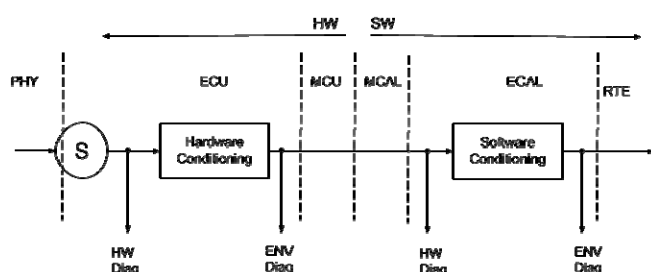 HW SW
PHY ECU MCU MCAL ECAL RTE
S
Hardware
Conditioning
Software
Conditioning
HW
Diag
ENV
Diag
HW
Diag
ENV
Diag